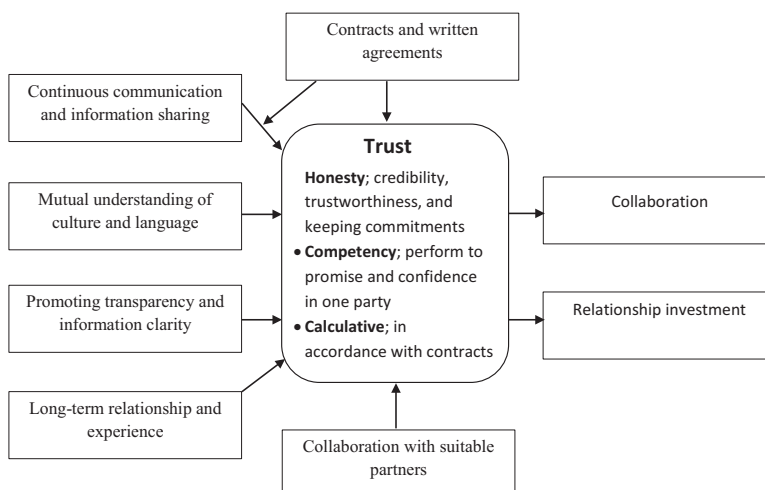 Contracts and written
agreements
Continuous communication
and information sharing
Mutual understanding of
culture and language
Promoting transparency and
information clarity
Long-term relationship and
experience
Trust
Honesty; credibility,
trustworthiness, and
keeping commitments
• Competency; perform to
promise and confidence
in one party
• Calculative; in
accordance with contracts
Collaboration with suitable
partners
Collaboration
Relationship investment